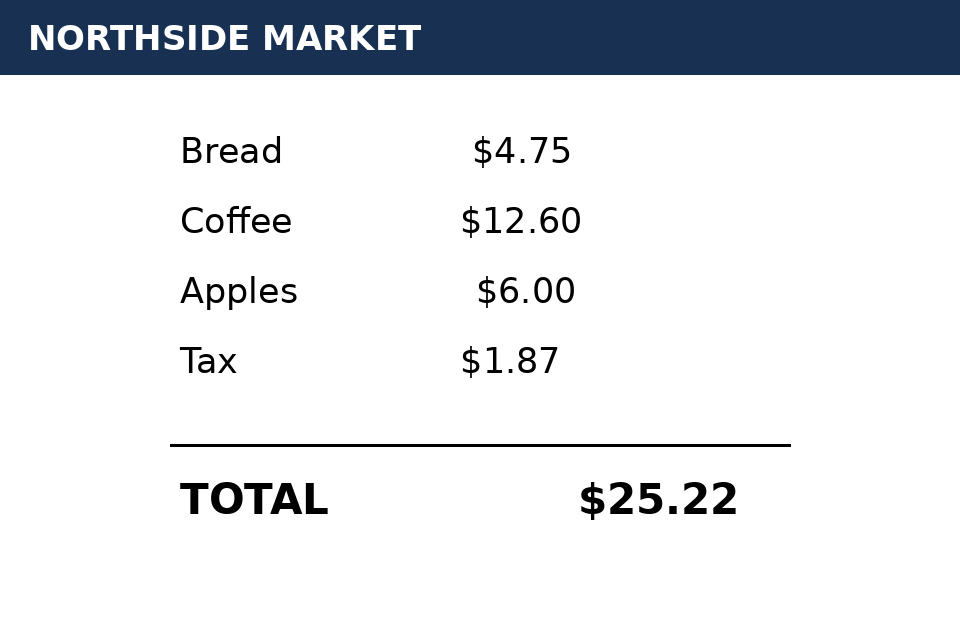 NORTHSIDE MARKET
Bread $4.75
Coffee $12.60
Apples $6.00
Tax $1.87
TOTAL $25.22